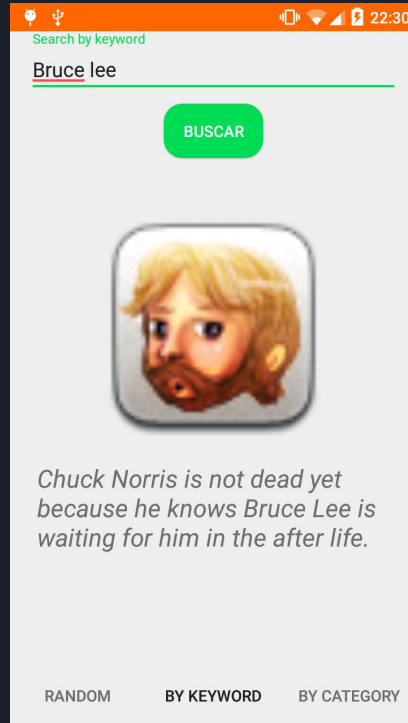 22:30
Search by keyword
Bruce lee
BUSCAR
Chuck Norris is not dead yet
because he knows Bruce Lee is
waiting for him in the after life.
RANDOM BY KEYWORD BY CATEGORY